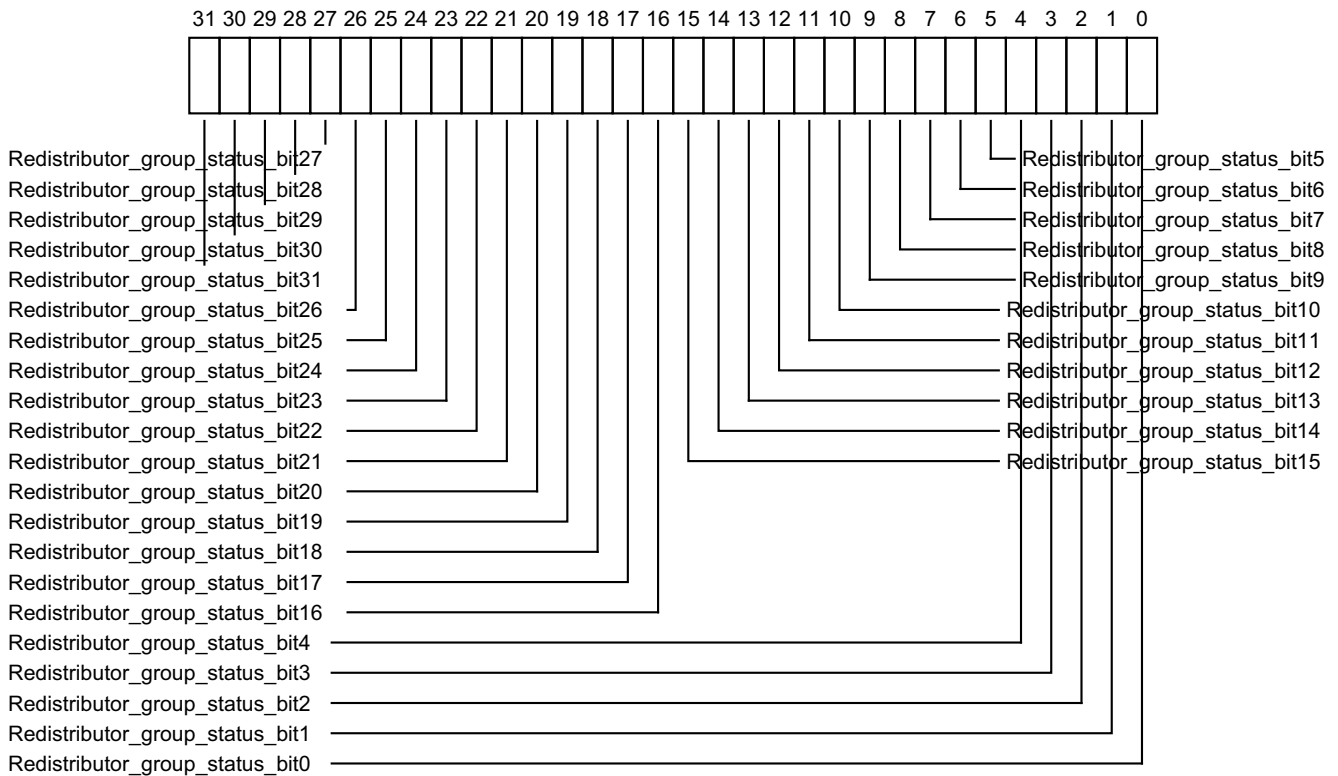 31 30 29 28 27 26 25 24 23 22 21 20 19 18 17 16 15 14 13 12 11 10 9 8 7 6 5 4 3 2 1 0
Redistributor_group_status_bit27 Redistributor_group_status_bit5
Redistributor_group_status_bit28 Redistributor_group_status_bit6
Redistributor_group_status_bit29 Redistributor_group_status_bit7
Redistributor_group_status_bit30 Redistributor_group_status_bit8
Redistributor_group_status_bit31 Redistributor_group_status_bit9
Redistributor_group_status_bit26 Redistributor_group_status_bit10
Redistributor_group_status_bit25 Redistributor_group_status_bit11
Redistributor_group_status_bit24 Redistributor_group_status_bit12
Redistributor_group_status_bit23 Redistributor_group_status_bit13
Redistributor_group_status_bit22 Redistributor_group_status_bit14
Redistributor_group_status_bit21 Redistributor_group_status_bit15
Redistributor_group_status_bit20
Redistributor_group_status_bit19
Redistributor_group_status_bit18
Redistributor_group_status_bit17
Redistributor_group_status_bit16
Redistributor_group_status_bit4
Redistributor_group_status_bit3
Redistributor_group_status_bit2
Redistributor_group_status_bit1
Redistributor_group_status_bit0